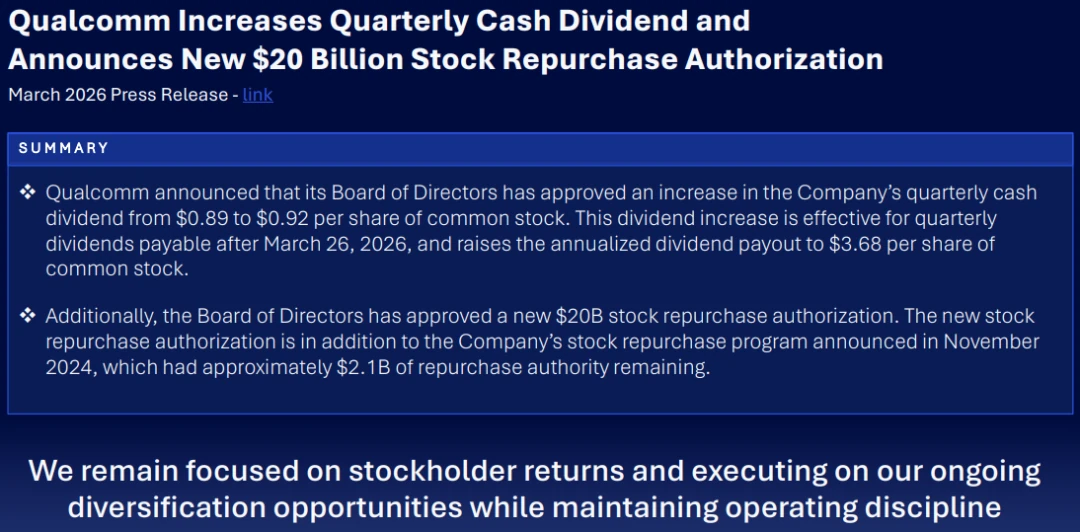 Qualcomm Increases Quarterly Cash Dividend and
Announces New $20 Billion Stock Repurchase Authorization
March 2026 Press Release - link
SUMMARY
❖ Qualcomm announced that its Board of Directors has approved an increase in the Company’s quarterly cash
dividend from $0.89 to $0.92 per share of common stock. This dividend increase is effective for quarterly
dividends payable after March 26, 2026, and raises the annualized dividend payout to $3.68 per share of
common stock.
❖ Additionally, the Board of Directors has approved a new $20B stock repurchase authorization. The new stock
repurchase authorization is in addition to the Company’s stock repurchase program announced in November
2024, which had approximately $2.1B of repurchase authority remaining.
We remain focused on stockholder returns and executing on our ongoing
diversification opportunities while maintaining operating discipline